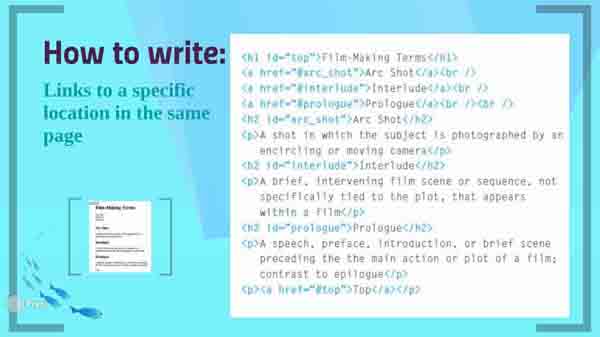 How to write:
Links to a specific
location in the same
page
<h1 id="top">Film-Making Terms</h1>
<a href="#arc_shot">Arc Shot</a><br />
<a href="#interlude">Interlude</a><br />
<a href="#prologue">Prologue</a><br /><br />
<h2 id="arc_shot">Arc Shot</h2>
<p>A shot in which the subject is photographed by an
encircling or moving camera</p>
<h2 id="interlude">Interlude</h2>
<p>A brief, intervening film scene or sequence, not
specifically tied to the plot, that appears
within a film</p>
<h2 id="prologue">Prologue</h2>
<p>A speech, preface, introduction, or brief scene
preceding the the main action or plot of a film;
contrast to epilogue</p>
<p><a href="#top">Top</a></p>
Film-Making Terms